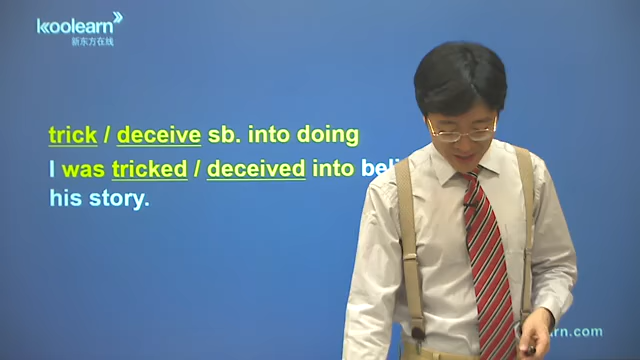 koolearn
新东方在线
trick / deceive sb. into doing
I was tricked / deceived into
his story.